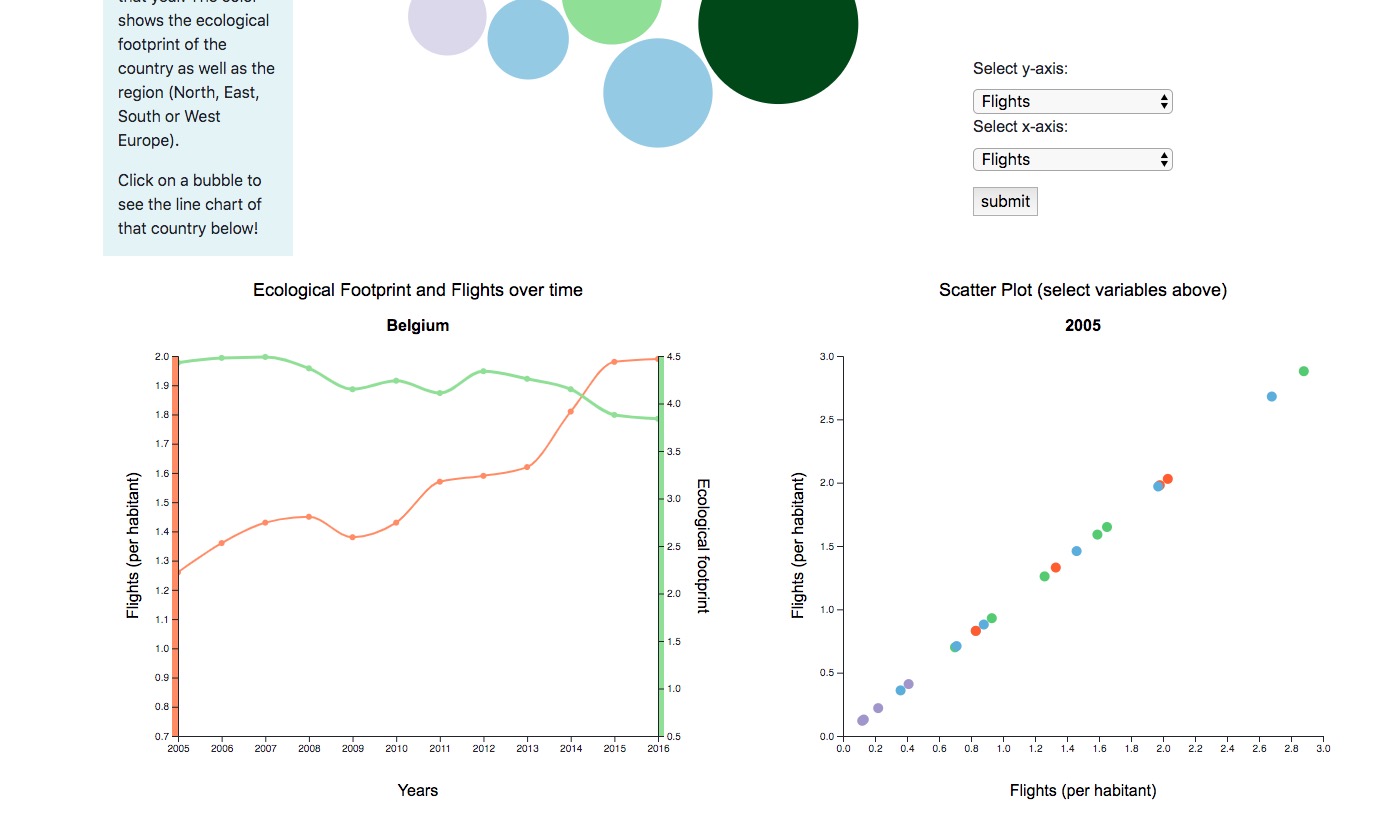 that year. The color
shows the ecological
footprint of the
country as well as the
region (North, East,
South or West
Europe).
Click on a bubble to
see the line chart of
that country below!
Select y-axis:
Flights
Select x-axis:
Flights
submit
Ecological Footprint and Flights over time
Belgium
2.0
1.9
1.8
1.7
1.6
1.5
1.4
1.3
1.2
1.1
1.0
0.9
0.8
0.7
Flights (per habitant)
4.5
4.0
3.5
3.0
2.5
2.0
1.5
1.0
0.5
Ecological footprint
2005 2006 2007 2008 2009 2010 2011 2012 2013 2014 2015 2016
Years
Scatter Plot (select variables above)
2005
3.0
2.5
2.0
1.5
1.0
0.5
0.0
Flights (per habitant)
0.0 0.2 0.4 0.6 0.8 1.0 1.2 1.4 1.6 1.8 2.0 2.2 2.4 2.6 2.8 3.0
Flights (per habitant)